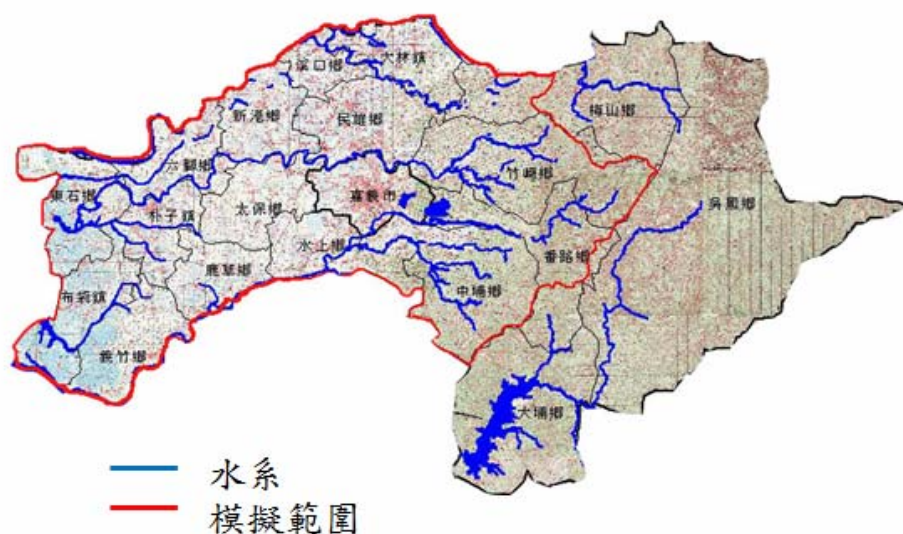 溪口鄉
大林鎮
梅山鄉
新港鄉
民雄鄉
六腳鄉
竹崎鄉
東石鄉
朴子鎮
太保鄉
嘉義市
吳鳳鄉
水上鄉
番路鄉
鹿草鄉
布袋鎮
中埔鄉
義竹鄉
大埔鄉
水系
模擬範圍